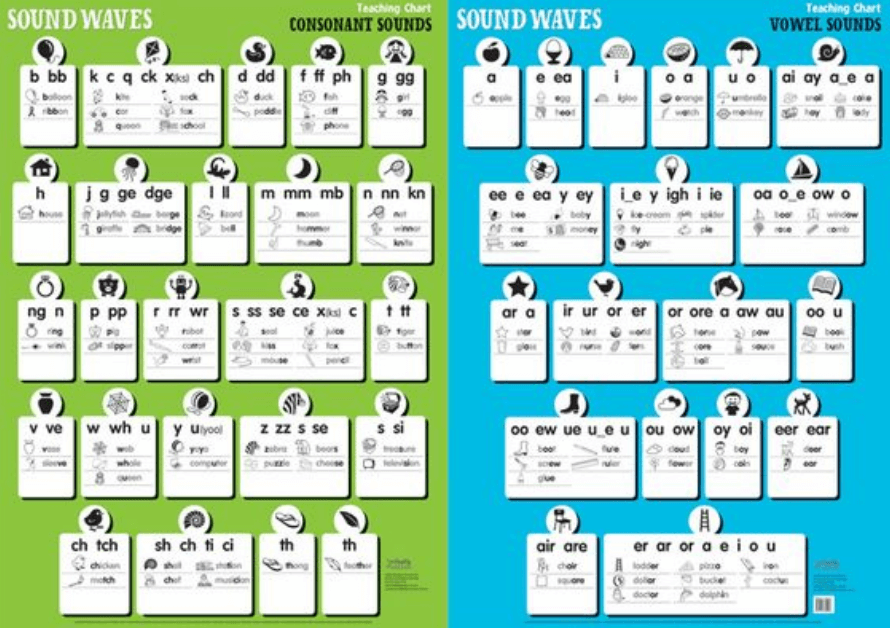 SOUND WAVES
Teaching Chart
CONSONANT SOUNDS
b bb
balloon
ribbon
k c q ck x(ks) ch
kite sock
car fox
queen school
d dd
duck
paddle
f ff ph
fish
cliff
phone
g gg
girl
egg
h
house
j g ge dge
jellyfish barge
giraffe bridge
l ll
lizard
bell
m mm mb
moon
hammer
thumb
n nn kn
net
winner
knife
ng n
ring
wink
p pp
pig
slipper
r rr wr
robot
carrot
wrist
s ss se ce x(ks) c
seal juice
kiss fox
mouse pencil
t tt
tiger
button
v ve
vase
sleeve
w wh u
web
whale
queen
y u(yoo)
yoyo
computer
z zz s se
zebra bears
puzzle cheese
s si
treasure
television
ch tch
chicken
match
sh ch ti ci
shell station
chef musician
th
thong
th
feather
SOUND WAVES
Teaching Chart
VOWEL SOUNDS
a
apple
e ea
egg
head
i
igloo
o a
orange
watch
u o
umbrella
monkey
ai ay a_e a
snail cake
hay lady
ee e ea y ey
bee baby
me money
seat
i_e y igh i ie
ice-cream spider
fly pie
night
oa o_e ow o
boat window
rose comb
ar a
star
glass
ir ur or er
bird world
nurse fern
or ore a aw au
horse paw
core sauce
ball
oo u
book
bush
oo ew ue u_e u
boot flute
screw ruler
glue
ou ow
cloud
flower
oy oi
boy
coin
eer ear
deer
ear
air are
chair
square
er ar or a e i o u
ladder pizza iron
dollar bucket cactus
doctor dolphin